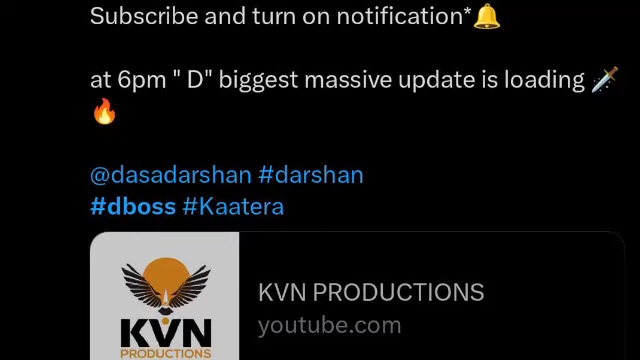 Subscribe and turn on notification*🔔
at 6pm " D" biggest massive update is loading 🗡️
🔥
@dasadarshan #darshan
#dboss #Kaatera
KVN
PRODUCTIONS
KVN PRODUCTIONS
youtube.com